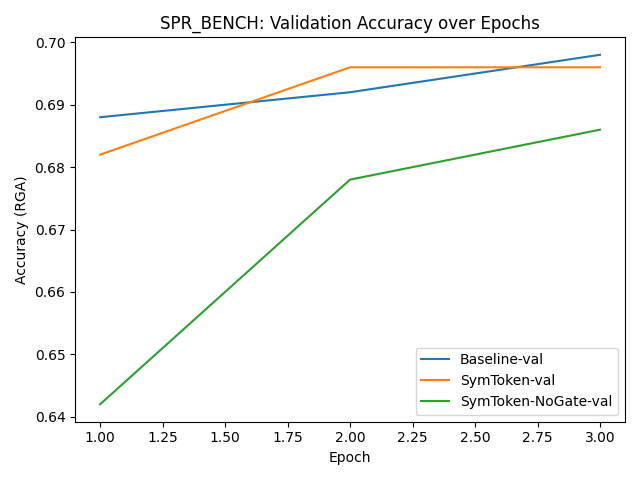 SPR_BENCH: Validation Accuracy over Epochs
Accuracy (RGA)
0.70
0.69
0.68
0.67
0.66
0.65
0.64
Baseline-val
SymToken-val
SymToken-NoGate-val
1.00 1.25 1.50 1.75 2.00 2.25 2.50 2.75 3.00
Epoch